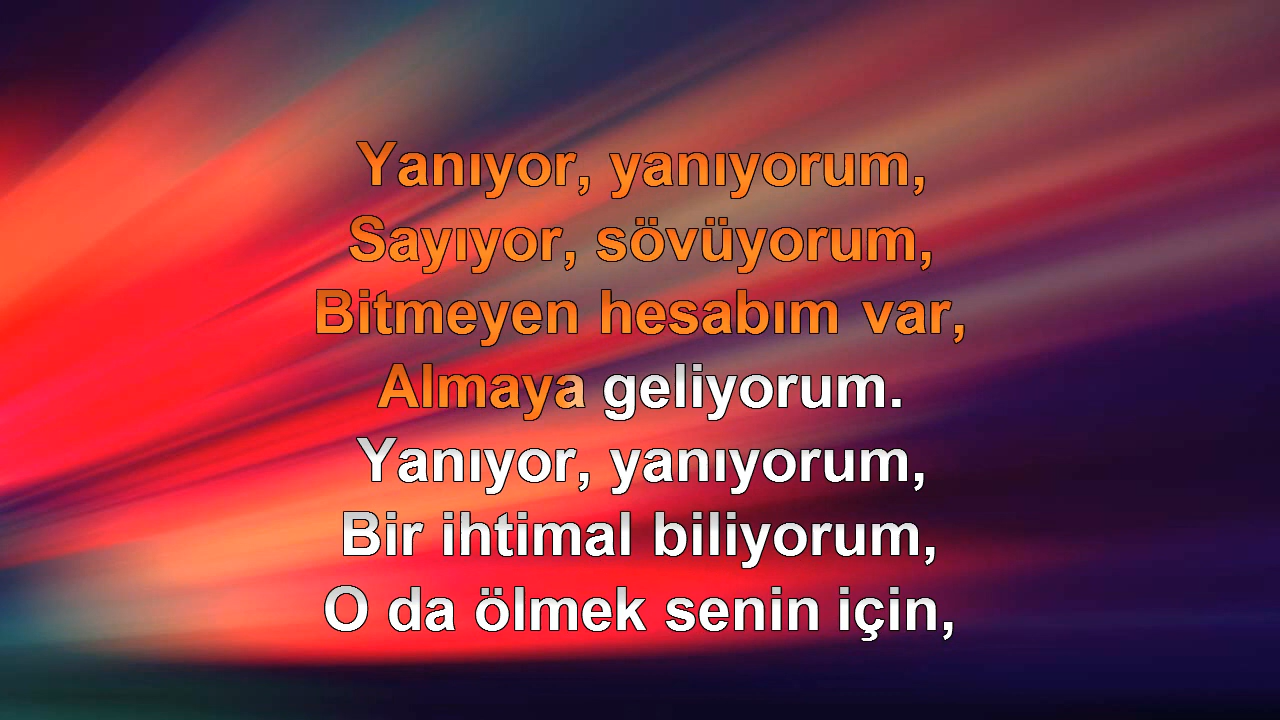 Yanıyor, yanıyorum,
Sayıyor, sövüyorum,
Bitmeyen hesabım var,
Almaya geliyorum.
Yanıyor, yanıyorum,
Bir ihtimal biliyorum,
O da ölmek senin için,